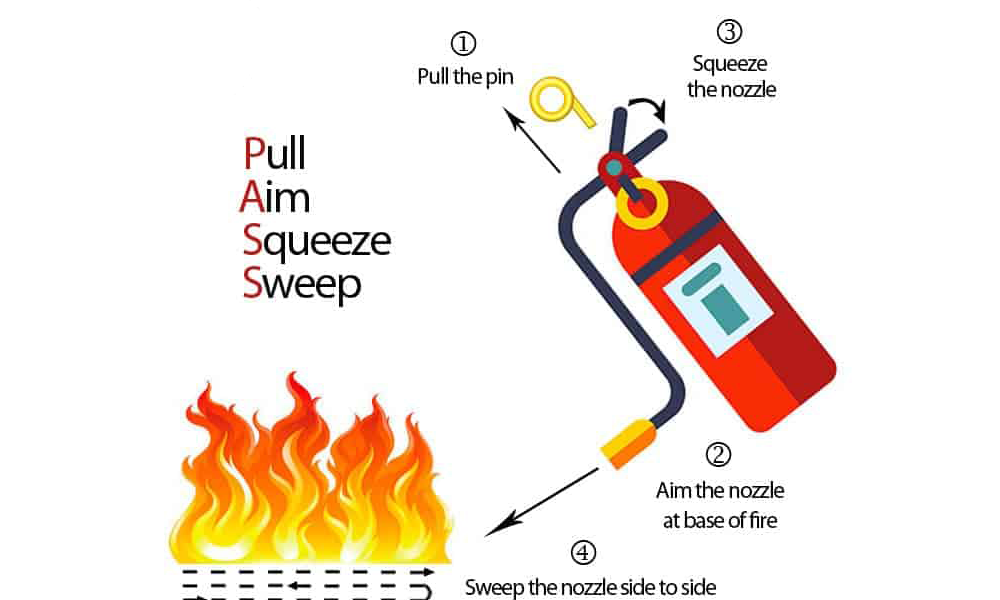 ①
Pull the pin
③
Squeeze
the nozzle
Pull
Aim
Squeeze
Sweep
②
Aim the nozzle
at base of fire
④
Sweep the nozzle side to side